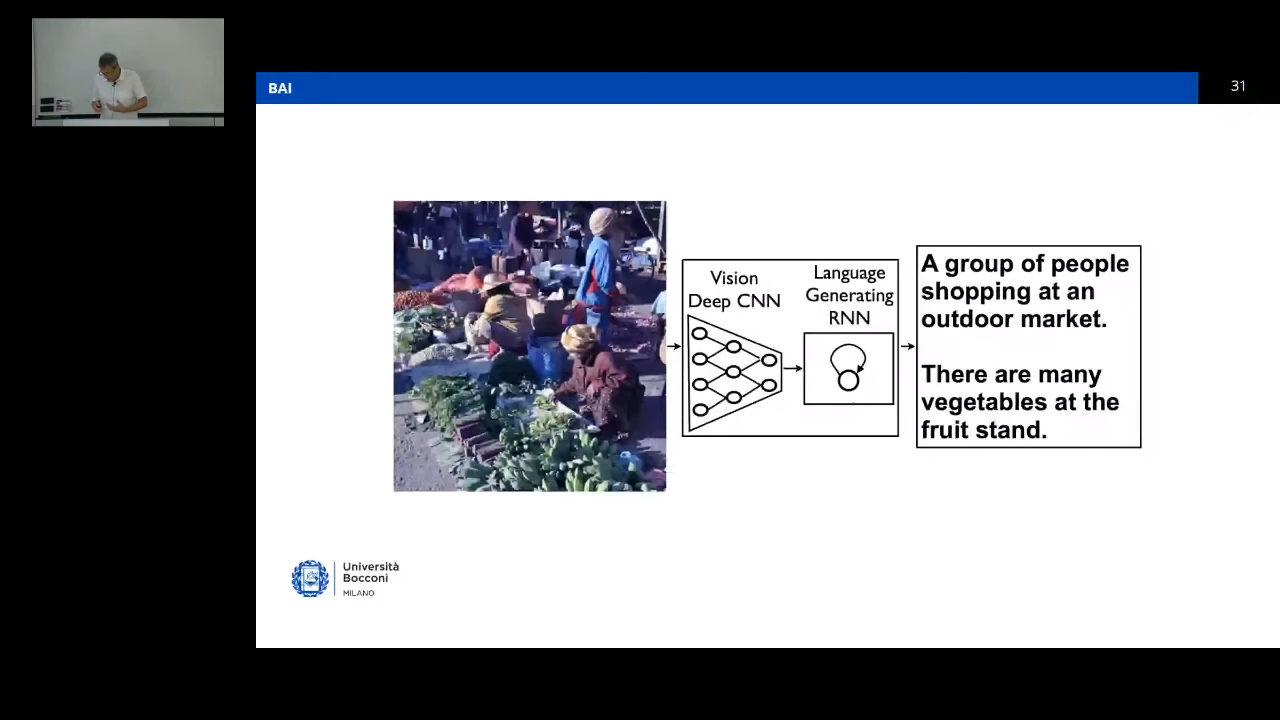 BAI
31
Vision
Deep CNN
Language
Generating
RNN
A group of people
shopping at an
outdoor market.
There are many
vegetables at the
fruit stand.
Università
Bocconi
MILANO